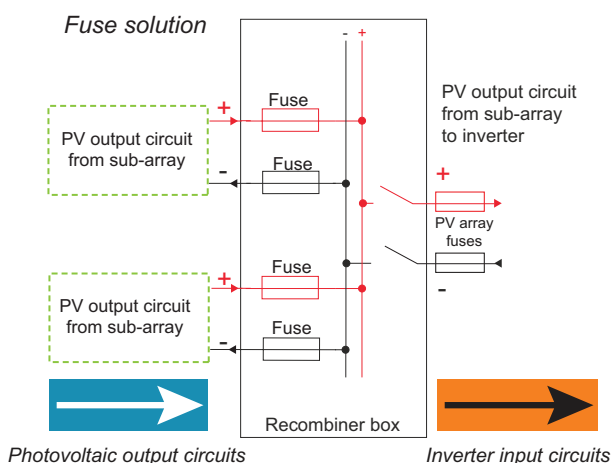 Fuse solution
- +
Fuse
+
PV output circuit
from sub-array
-
Fuse
PV output circuit
from sub-array
to inverter
+
PV array
fuses
-
Fuse
+
PV output circuit
from sub-array
-
Fuse
Recombiner box
Photovoltaic output circuits
Inverter input circuits